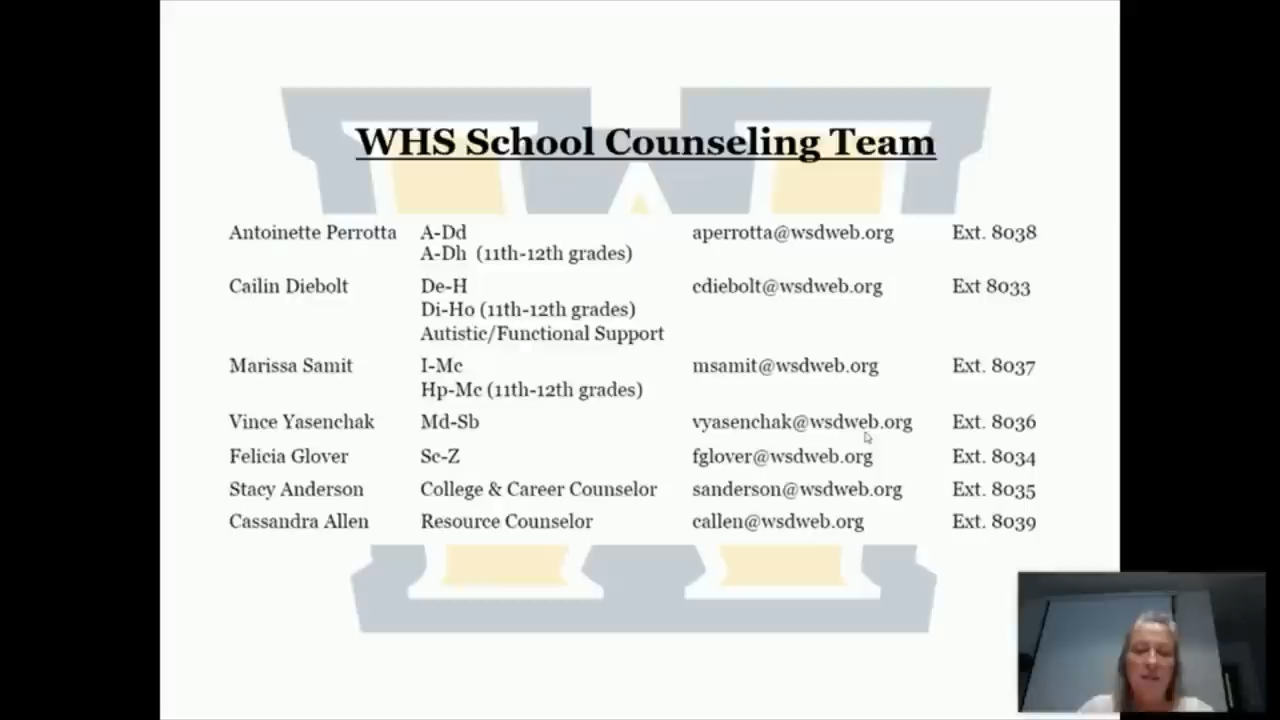 WHS School Counseling Team
Antoinette Perrotta A-Dd aperrotta@wsdweb.org Ext. 8038
A-Dh (11th-12th grades)
Cailin Diebolt De-H cdiebolt@wsdweb.org Ext 8033
Di-Ho (11th-12th grades)
Autistic/Functional Support
Marissa Samit I-Mc msamit@wsdweb.org Ext. 8037
Hp-Mc (11th-12th grades)
Vince Yasenchak Md-Sb vyasenchak@wsdweb.org Ext. 8036
Felicia Glover Sc-Z fglover@wsdweb.org Ext. 8034
Stacy Anderson College & Career Counselor sanderson@wsdweb.org Ext. 8035
Cassandra Allen Resource Counselor callen@wsdweb.org Ext. 8039